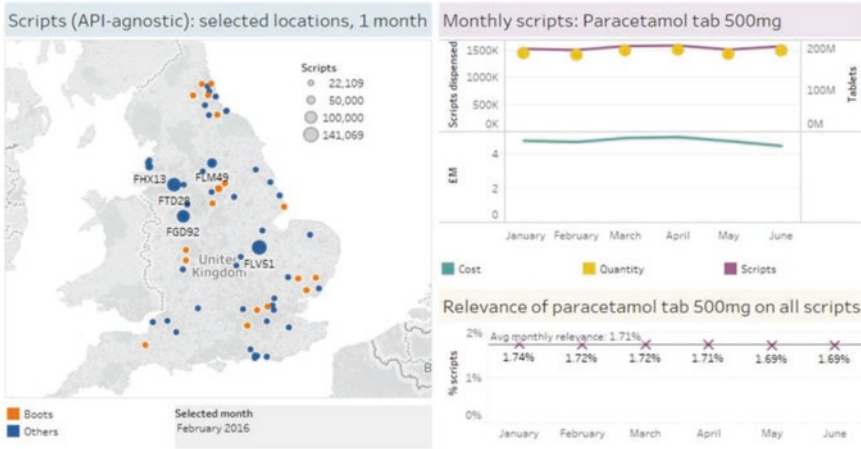 Scripts (API-agnostic): selected locations, 1 month
Scripts
22,109
50,000
100,000
141,069
FHX13
FLM49
FTD28
FGD92
United
Kingdom
FLV51
B
Boots
Others
Selected month
February 2016
Monthly scripts: Paracetamol tab 500mg
Scripts dispensed
1500K
1000K
500K
0K
200M
100M
0M
Tablets
£M
4
2
0
January February March April May June
Cost Quantity Scripts
Relevance of paracetamol tab 500mg on all scripts
% scripts
2%
1%
0%
Avg monthly relevance: 1.71%
1.74% 1.72% 1.72% 1.71% 1.69% 1.69%
January February March April May June